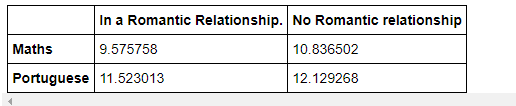 In a Romantic Relationship. No Romantic relationship
Maths 9.575758 10.836502
Portuguese 11.523013 12.129268